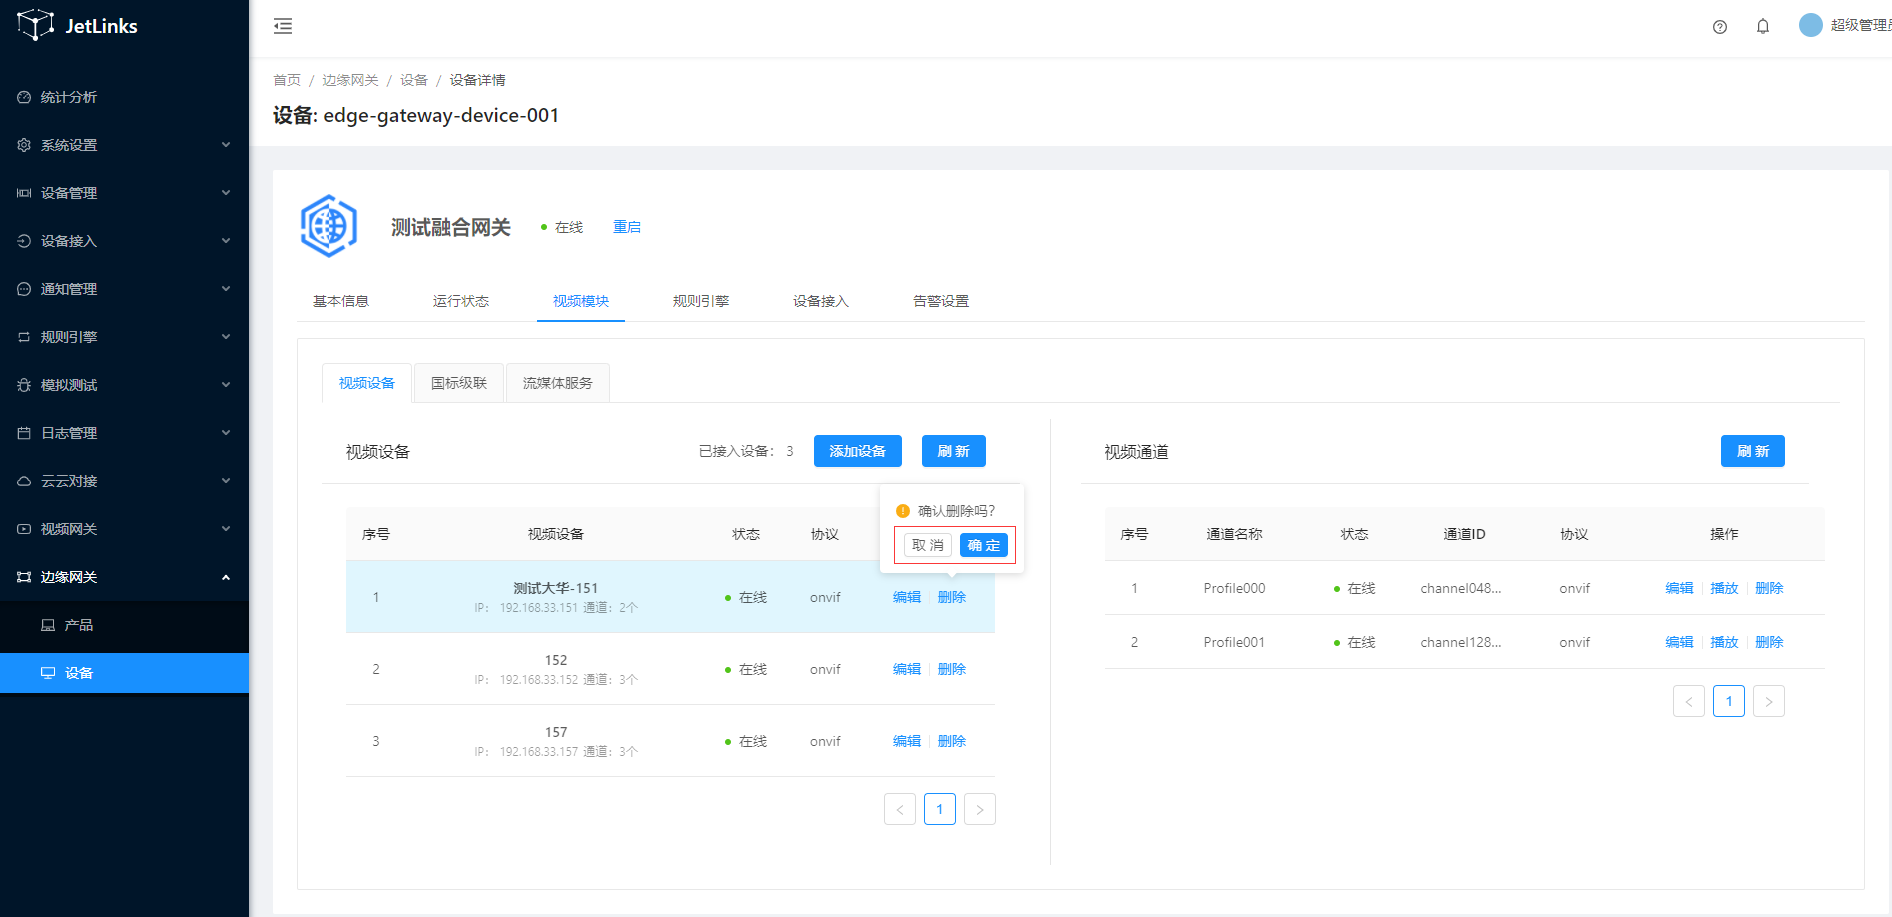 JetLinks
超级管理员
统计分析
系统设置
设备管理
设备接入
通知管理
规则引擎
模拟测试
日志管理
云云对接
视频网关
边缘网关
产品
设备
首页 / 边缘网关 / 设备 / 设备详情
设备: edge-gateway-device-001
测试融合网关 在线 重启
基本信息 运行状态 视频模块 规则引擎 设备接入 告警设置
视频设备 国标级联 流媒体服务
视频设备 已接入设备： 3 添加设备 刷 新
确认删除吗？
取 消 确 定
序号 视频设备 状态 协议
1 测试大华-151 在线 onvif 编辑 删除
IP： 192.168.33.151 通道：2个
2 152 在线 onvif 编辑 删除
IP： 192.168.33.152 通道：3个
3 157 在线 onvif 编辑 删除
IP： 192.168.33.157 通道：3个
< 1 >
视频通道 刷 新
序号 通道名称 状态 通道ID 协议 操作
1 Profile000 在线 channel048... onvif 编辑 播放 删除
2 Profile001 在线 channel128... onvif 编辑 播放 删除
< 1 >